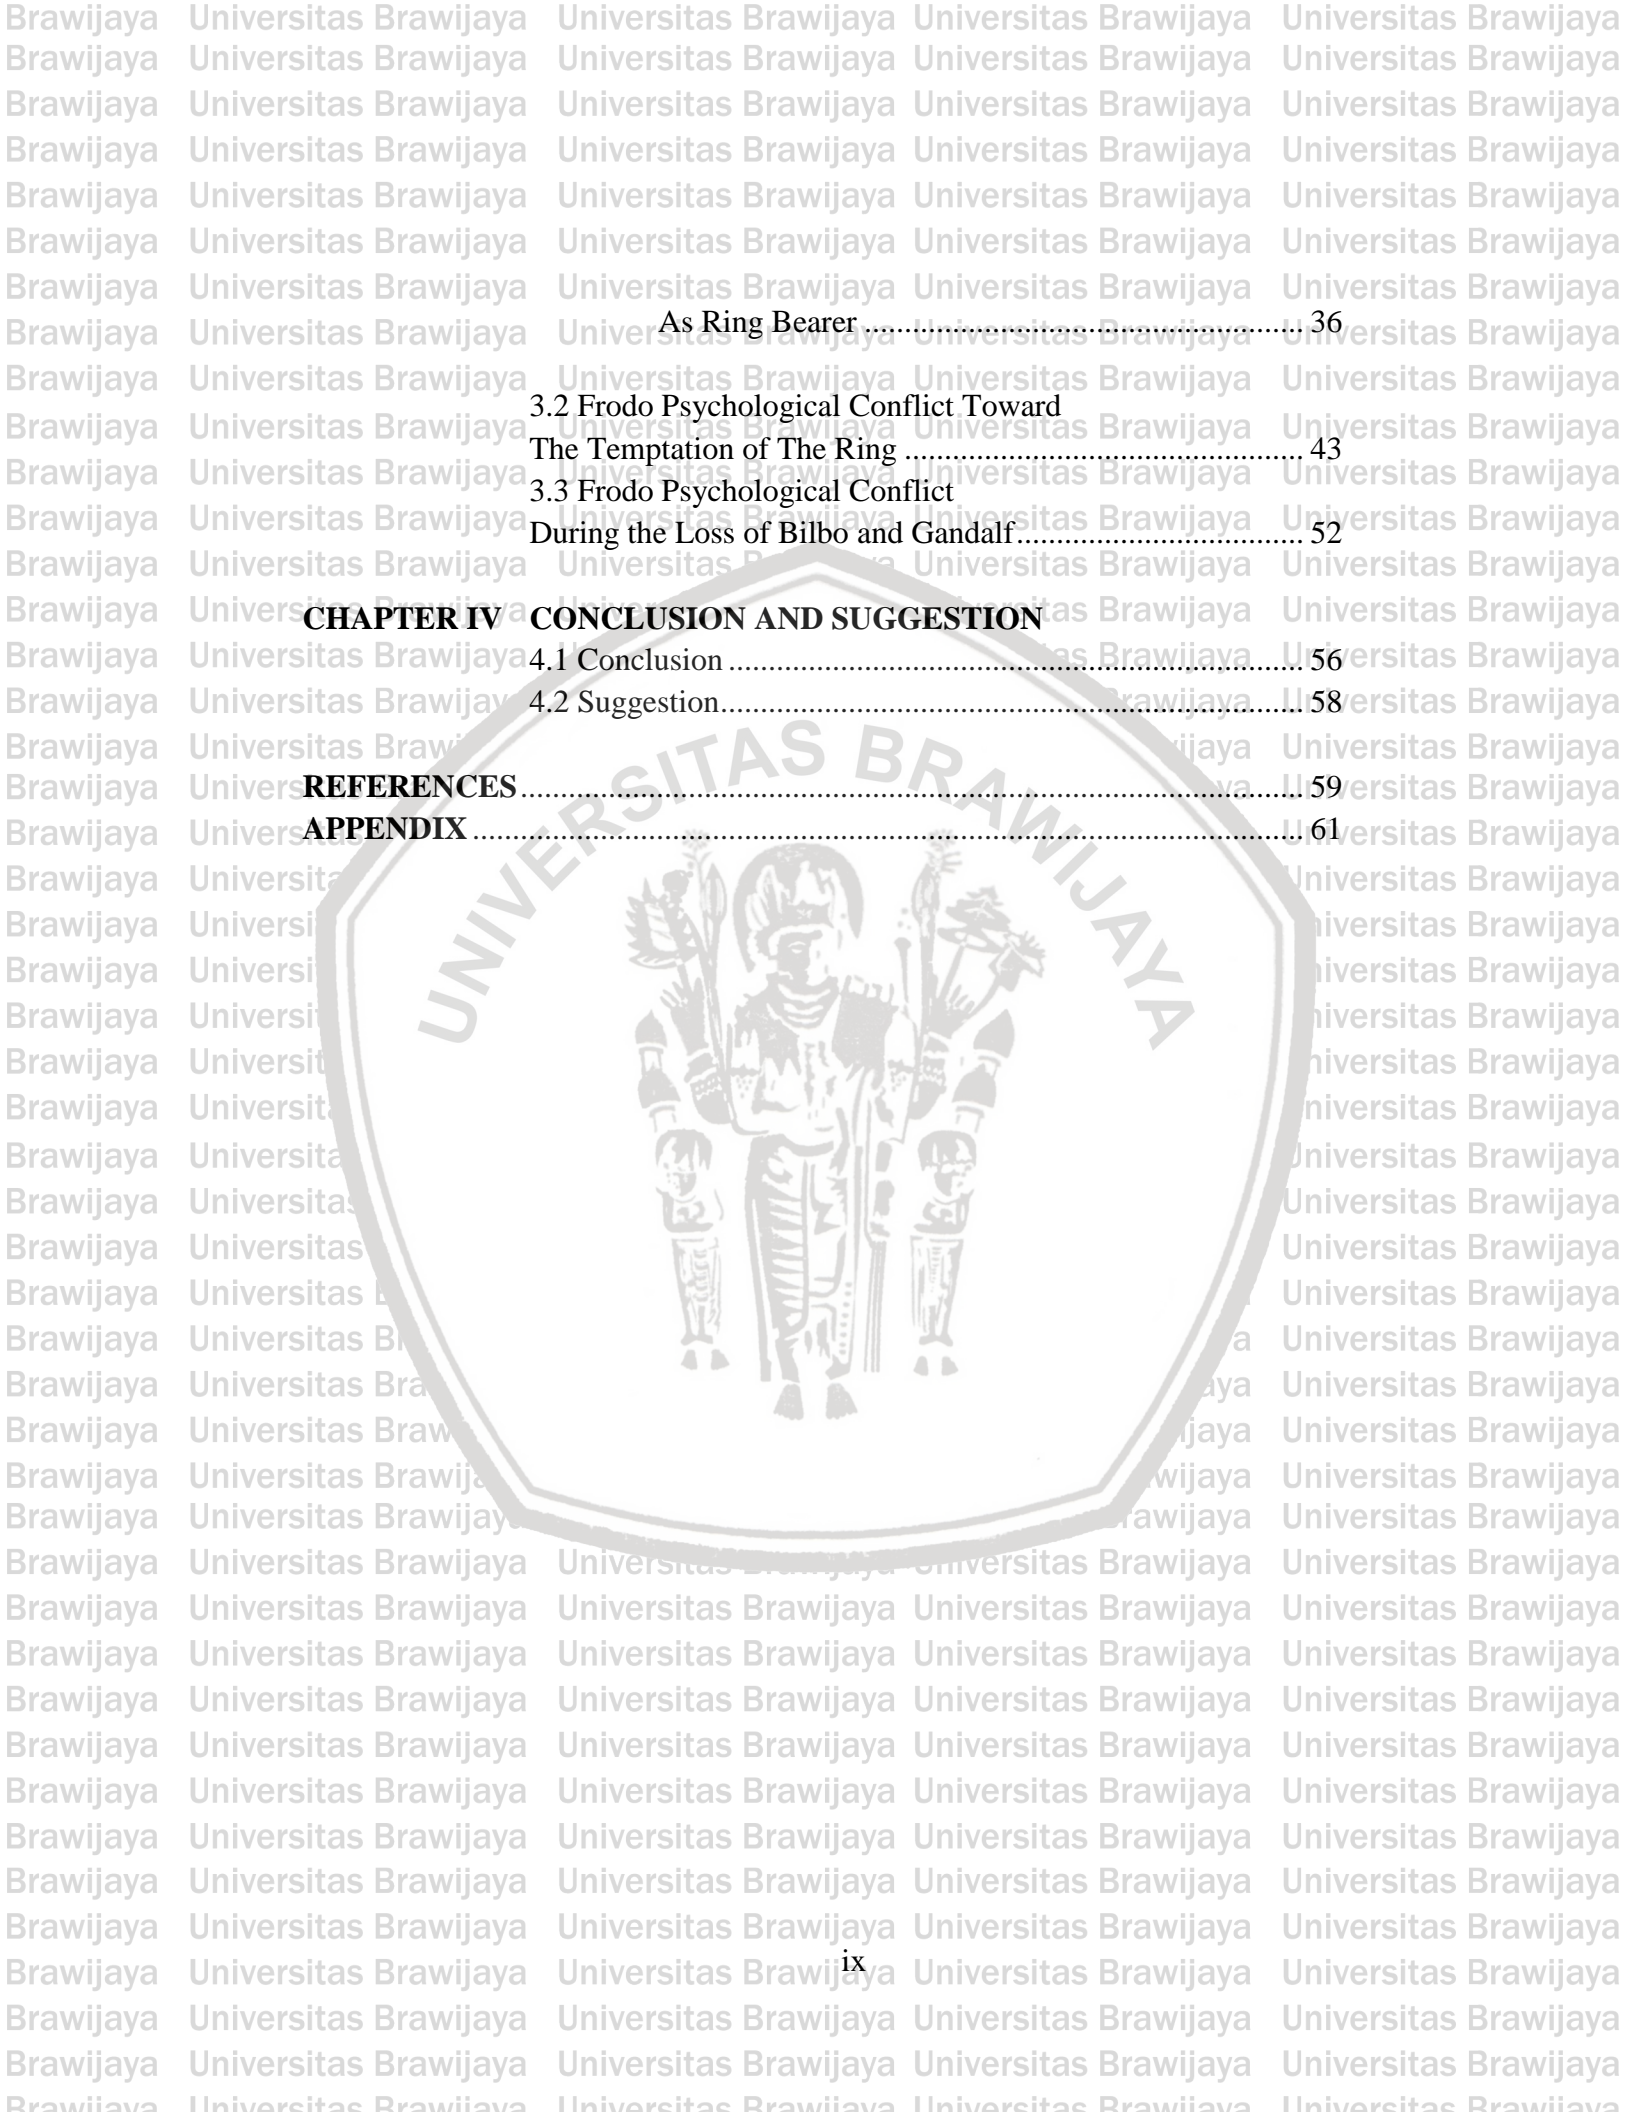 As Ring Bearer ....................................................... 36
3.2 Frodo Psychological Conflict Toward
The Temptation of The Ring .................................................. 43
3.3 Frodo Psychological Conflict
During the Loss of Bilbo and Gandalf.................................... 52
CHAPTER IV CONCLUSION AND SUGGESTION
4.1 Conclusion ........................................................................ 56
4.2 Suggestion......................................................................... 58
REFERENCES.................................................................................................. 59
APPENDIX ........................................................................................................ 61
UNIVERSITAS BRAWIJAYA
ix